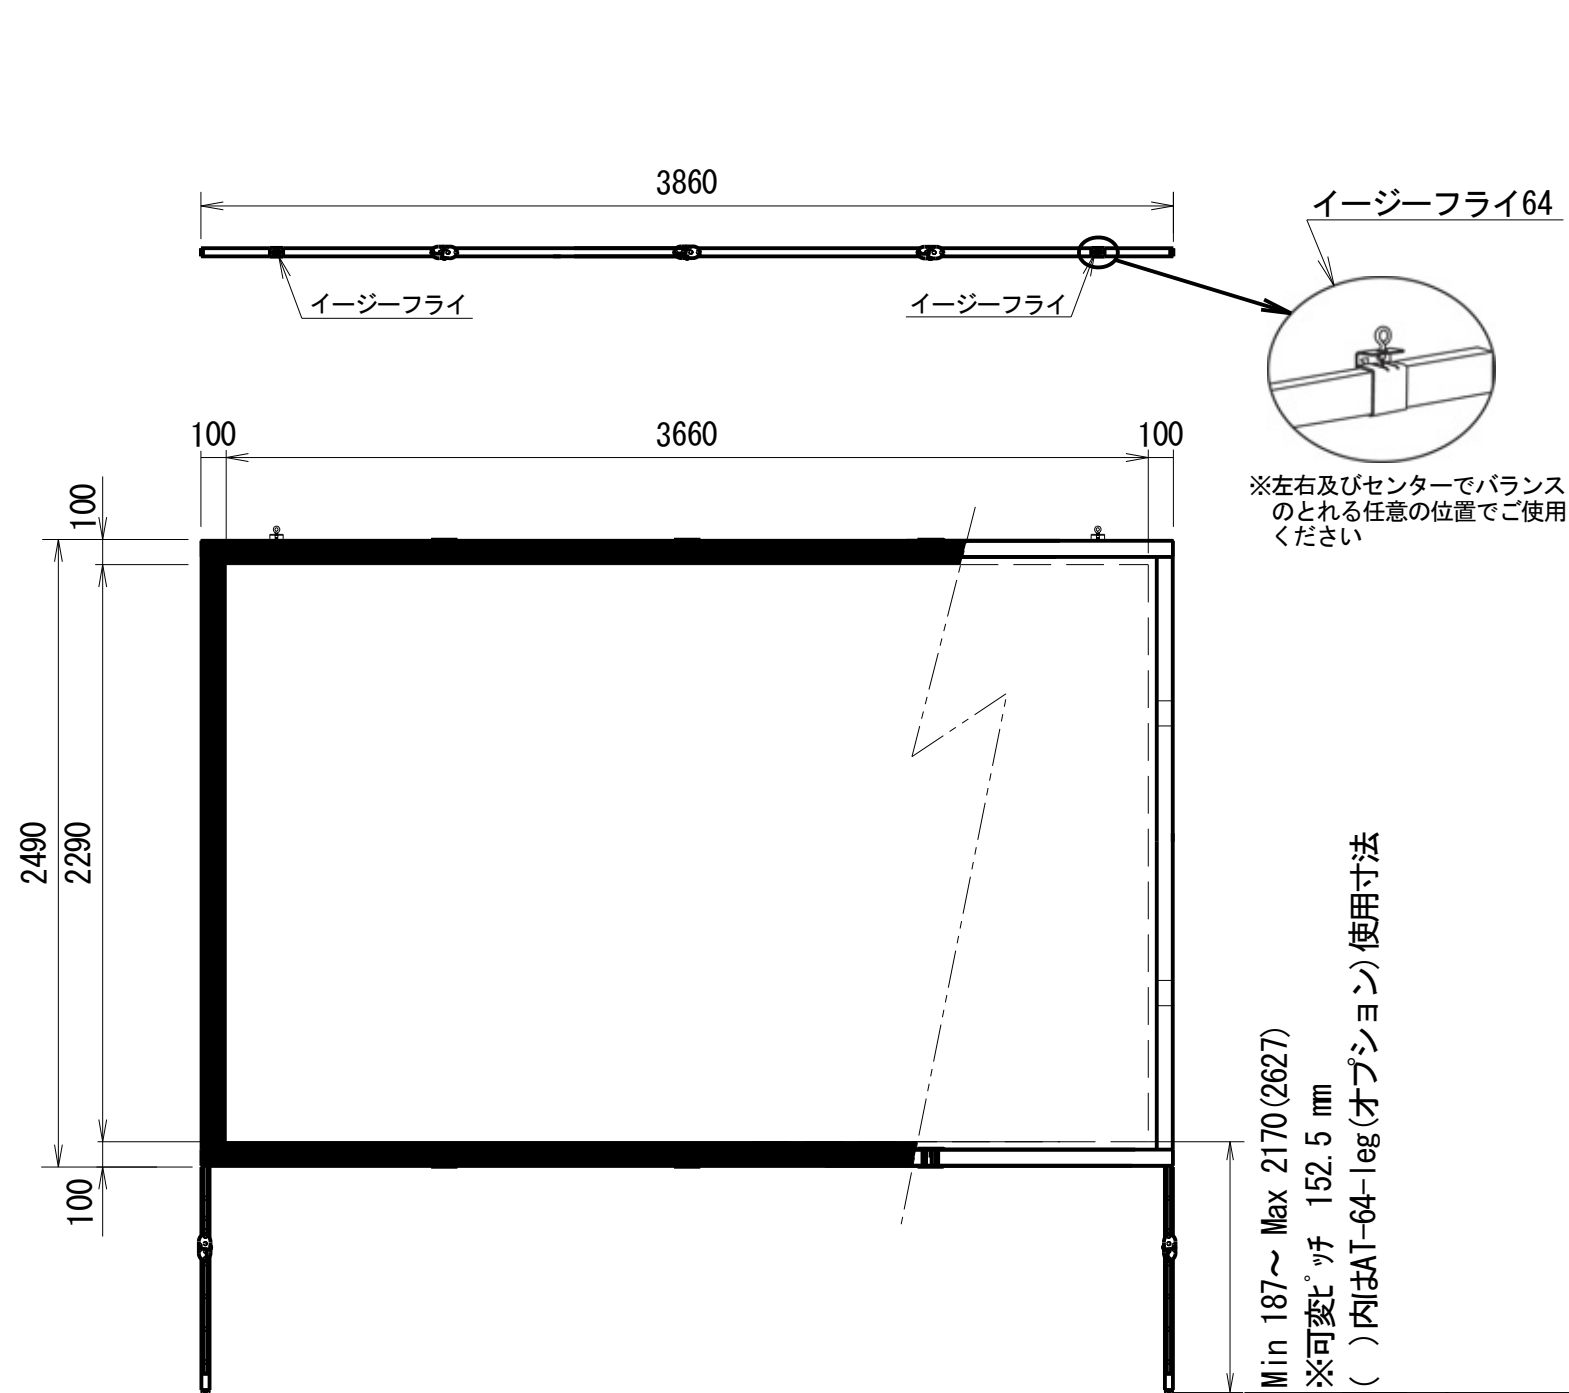 3860
イージーフライ64
イージーフライ
イージーフライ
100
3660
100
※左右及びセンターでバランス
のとれる任意の位置でご使用
ください
100
2490
2290
100
Min 187～ Max 2170(2627)
※可変ﾋﾟｯﾁ 152.5 mm
( )内はAT-64-leg(オプション)使用寸法